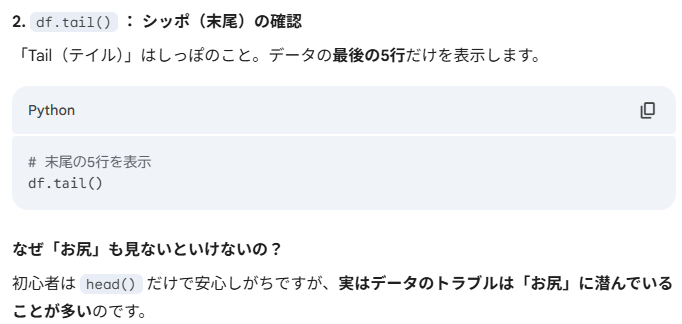 2. df.tail() ： シッポ（末尾）の確認
「Tail（テイル）」はしっぽのこと。データの最後の5行だけを表示します。
Python
# 末尾の5行を表示
df.tail()
なぜ「お尻」も見ないといけないの？
初心者は head() だけで安心しがちですが、実はデータのトラブルは「お尻」に潜んでいる
ことが多いのです。